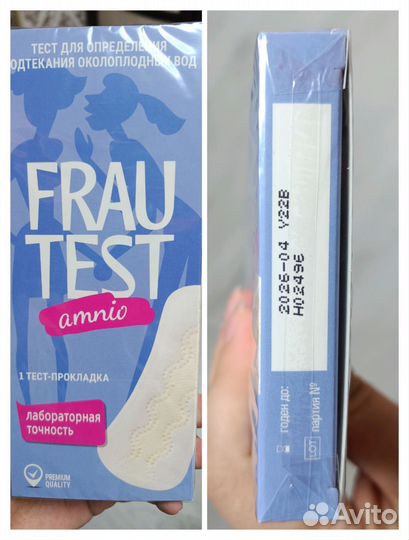 ТЕСТ ДЛЯ ОПРЕДЕЛЕНИЯ
ОДТЕКАНИЯ ОКОЛОПЛОДНЫХ ВОД
FRAU
TEST
amnio
1 ТЕСТ-ПРОКЛАДКА
лабораторная
точность
PREMIUM
QUALITY
2026-04 Y22B
H02496
годен до:
LOT партия №
Avito